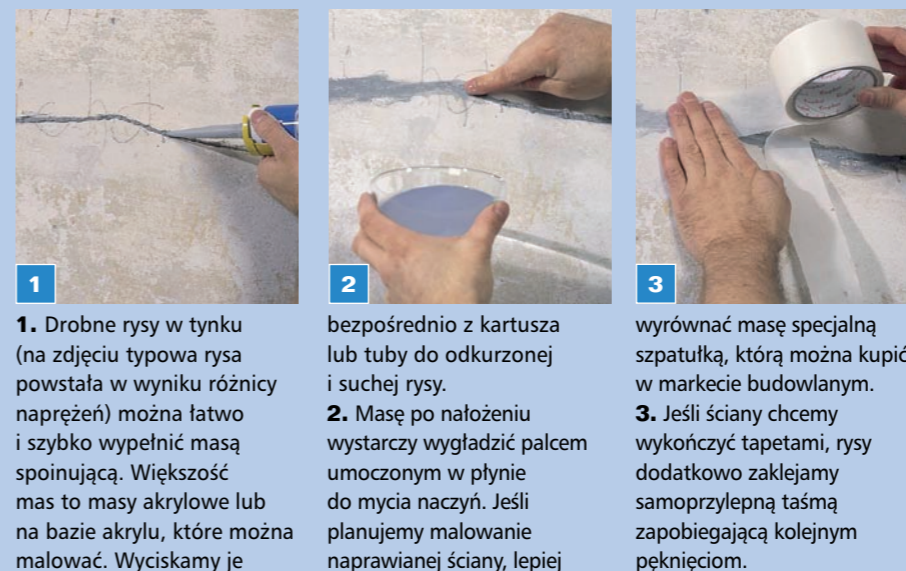 1
2
3
1. Drobne rysy w tynku
(na zdjęciu typowa rysa
powstała w wyniku różnicy
naprężeń) można łatwo
i szybko wypełnić masą
spoinującą. Większość
mas to masy akrylowe lub
na bazie akrylu, które można
malować. Wyciskamy je
bezpośrednio z kartusza
lub tuby do odkurzonej
i suchej rysy.
2. Masę po nałożeniu
wystarczy wygładzić palcem
umoczonym w płynie
do mycia naczyń. Jeśli
planujemy malowanie
naprawianej ściany, lepiej
wyrównać masę specjalną
szpatułką, którą można kupić
w markecie budowlanym.
3. Jeśli ściany chcemy
wykończyć tapetami, rysy
dodatkowo zaklejamy
samoprzylepną taśmą
zapobiegającą kolejnym
pęknięciom.